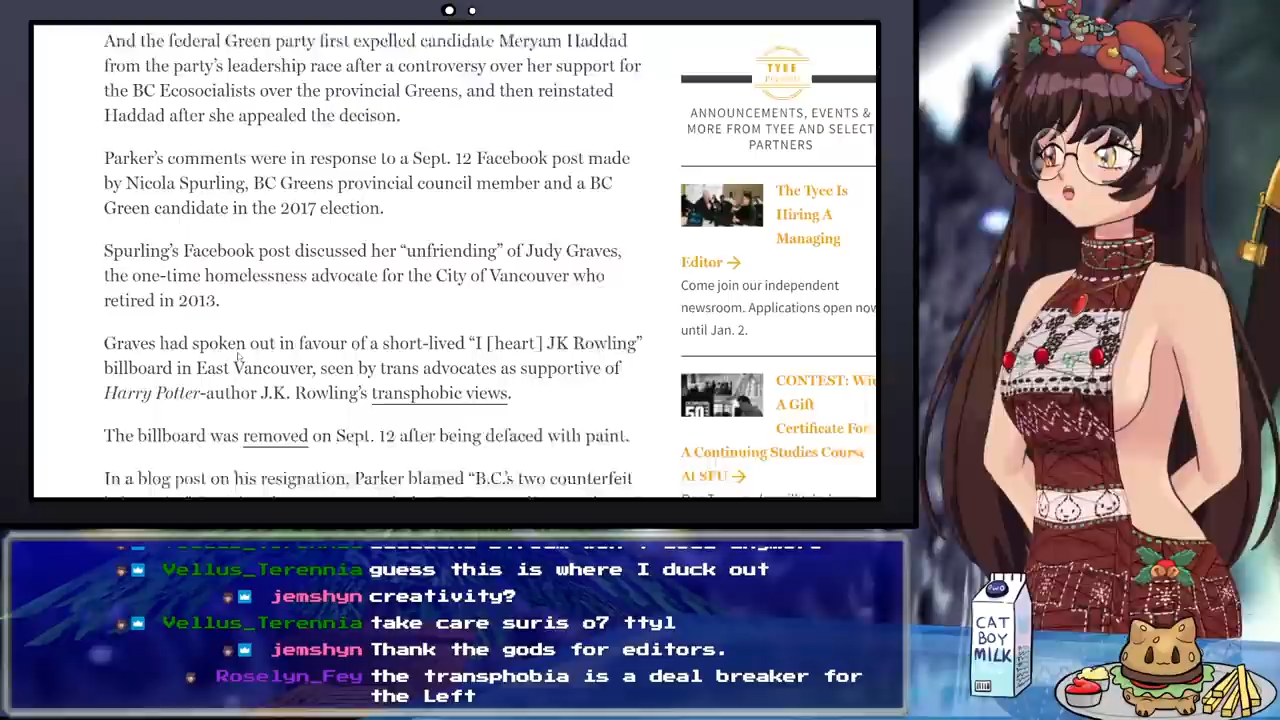 And the federal Green party first expelled candidate Meryam Haddad
from the party's leadership race after a controversy over her support for
the BC Ecosocialists over the provincial Greens, and then reinstated
Haddad after she appealed the decison.
Parker's comments were in response to a Sept. 12 Facebook post made
by Nicola Spurling, BC Greens provincial council member and a BC
Green candidate in the 2017 election.
Spurling's Facebook post discussed her “unfriending” of Judy Graves,
the one-time homelessness advocate for the City of Vancouver who
retired in 2013.
Graves had spoken out in favour of a short-lived “I [heart] JK Rowling”
billboard in East Vancouver, seen by trans advocates as supportive of
Harry Potter-author J.K. Rowling's transphobic views.
The billboard was removed on Sept. 12 after being defaced with paint.
In a blog post on his resignation, Parker blamed “B.C.'s two counterfeit
TYEE
ANNOUNCEMENTS, EVENTS &
MORE FROM TYEE AND SELECT
PARTNERS
The Tyee Is
Hiring A
Managing
Editor →
Come join our independent
newsroom. Applications open now
until Jan. 2.
CONTEST: Win
A Gift
Certificate For
A Continuing Studies Course
At SFU →
Vellus_Terennia guess this is where I duck out
jemshyn creativity?
Vellus_Terennia take care suris o7 ttyl
jemshyn Thank the gods for editors.
Roselyn_rey the transphobia is a deal breaker for
the Left
CAT
BOY
MILK